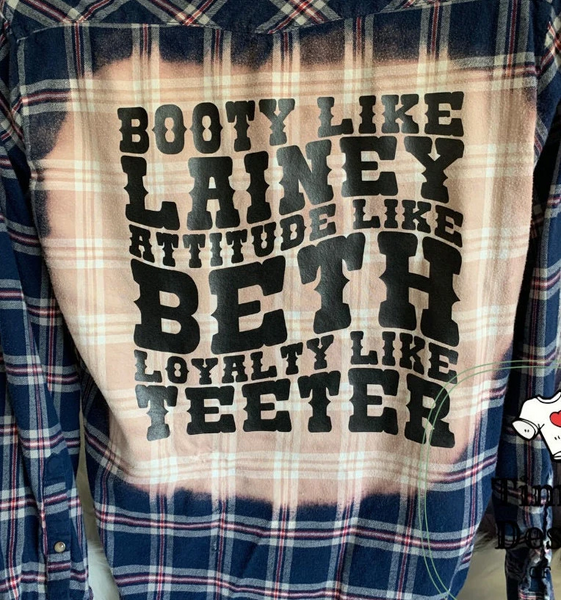 BOOTY LIKE
LAINEY
ATTITUDE LIKE
BETH
LOYALTY LIKE
TEETER